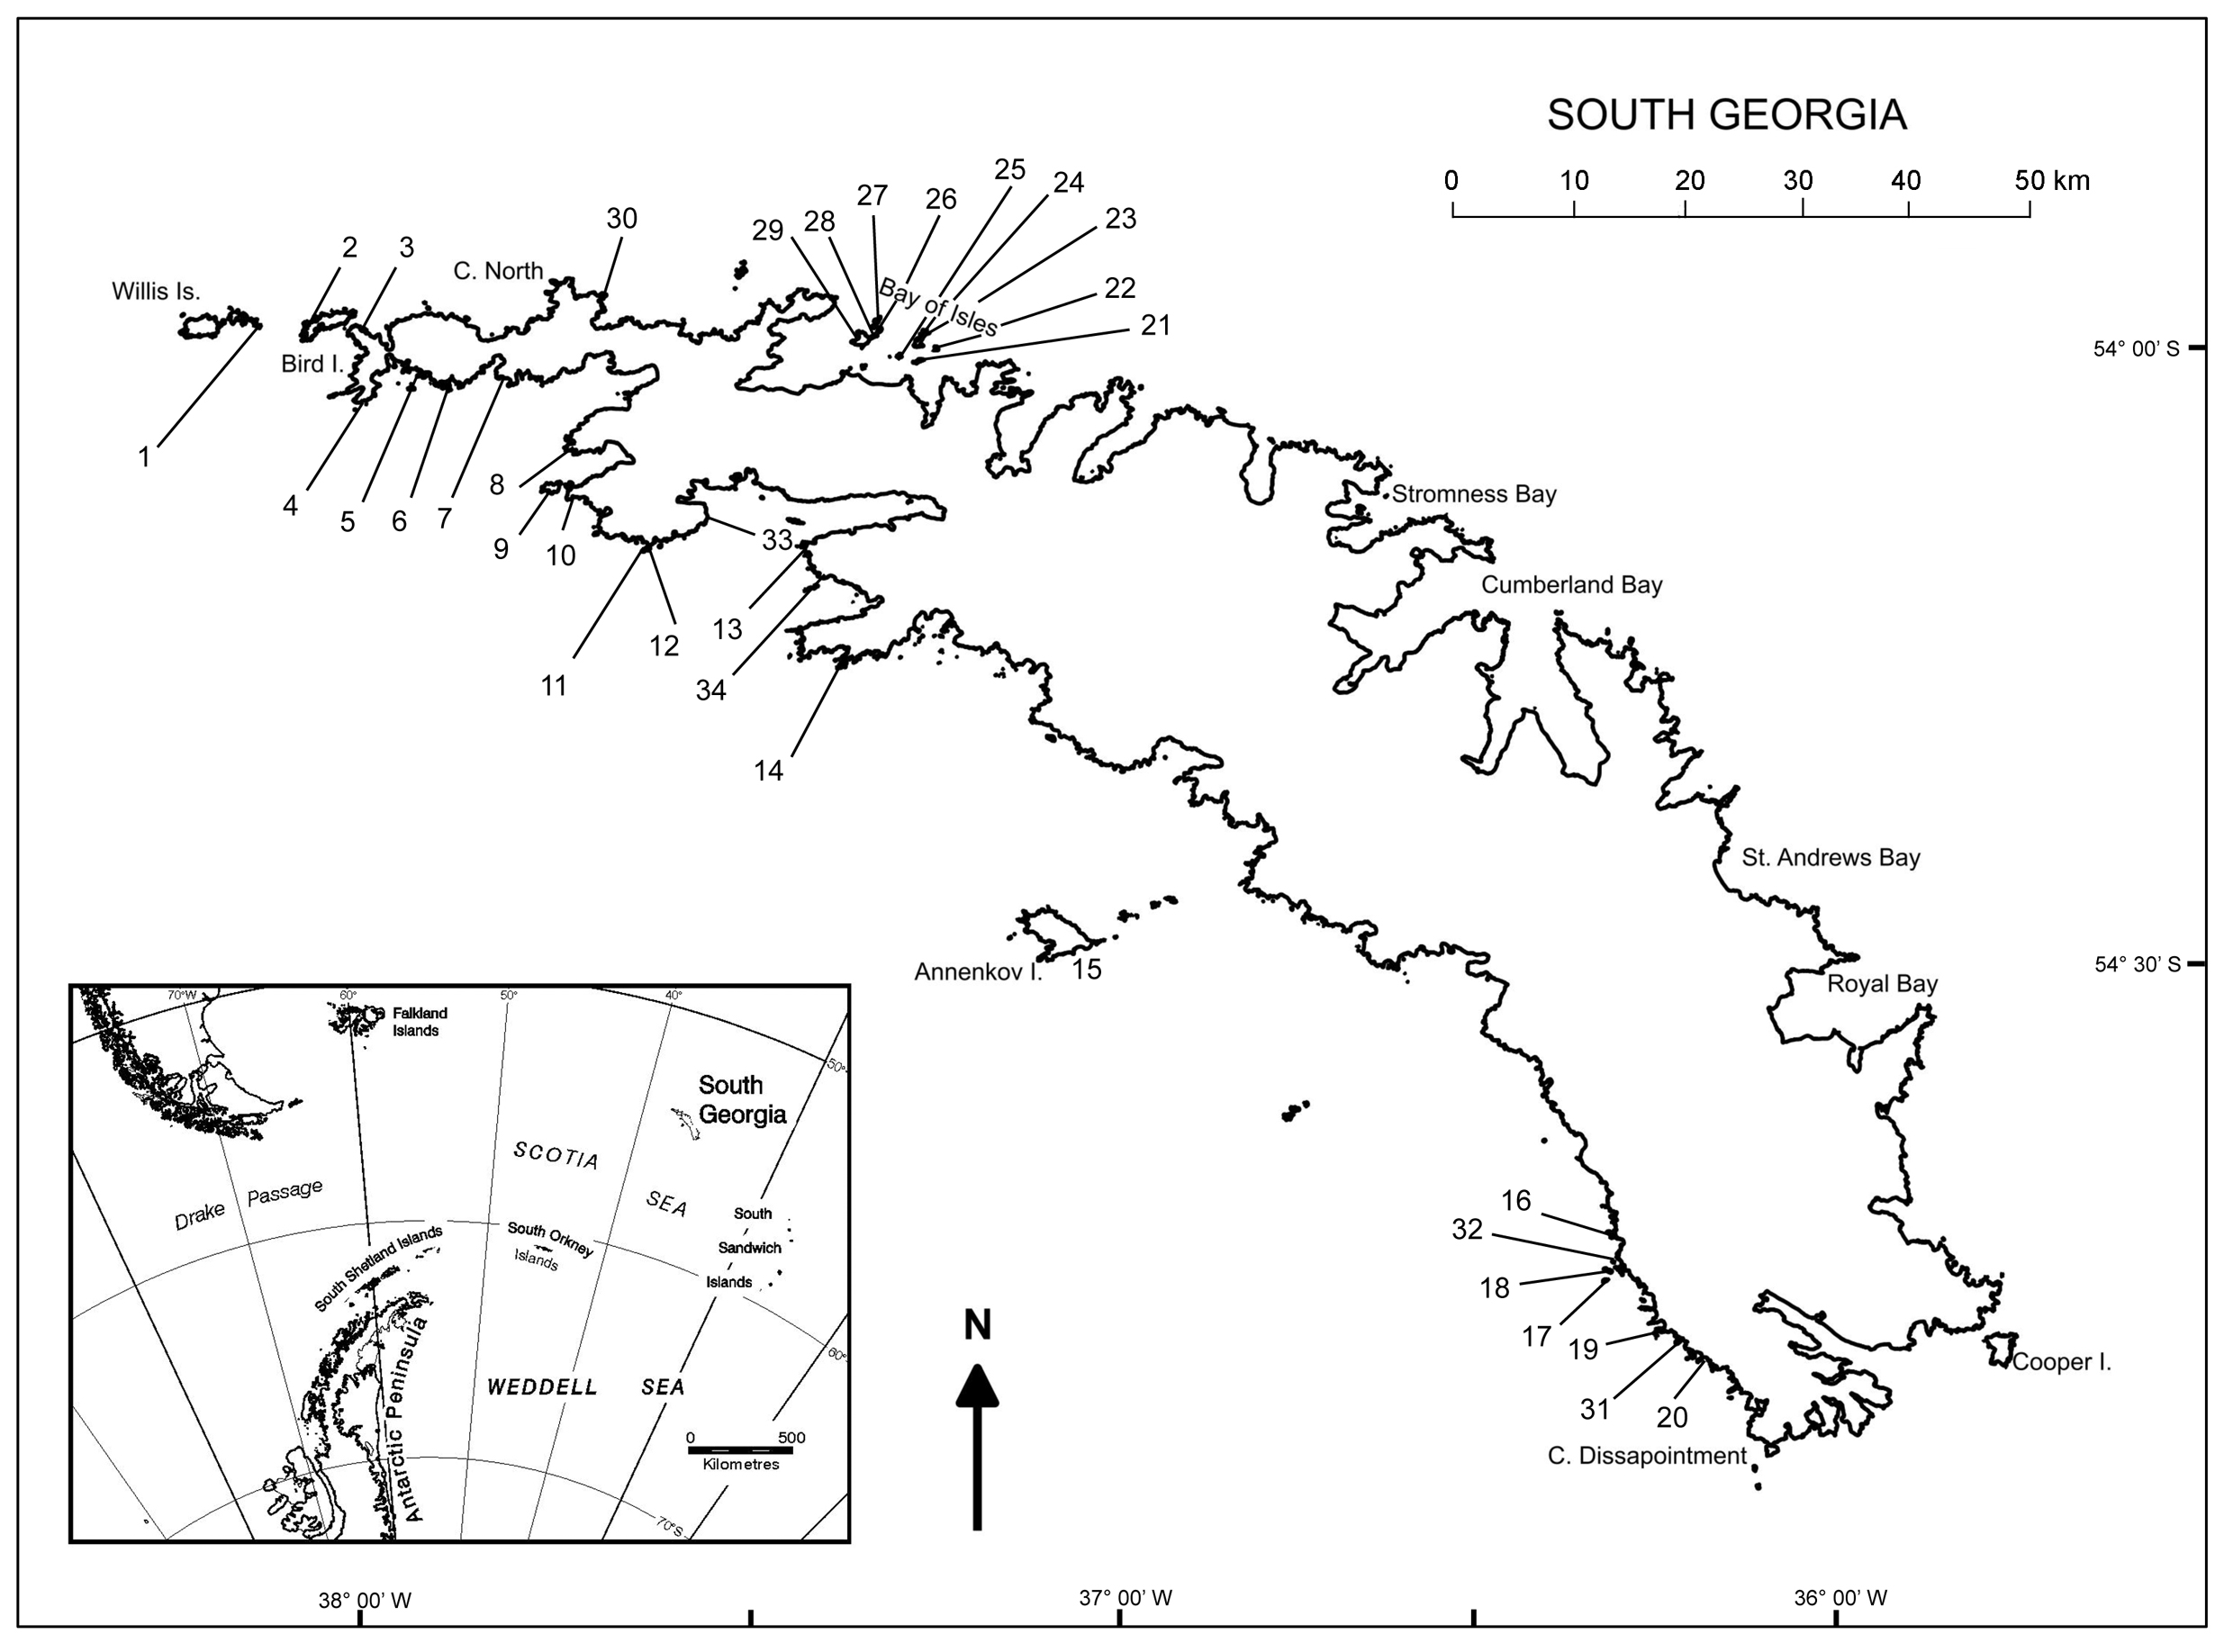 SOUTH GEORGIA
0 10 20 30 40 50 km
25
24
27
26
23
30
29 28
2 3
C. North
Willis Is.
Bay of Isles
22
21
54° 00' S
Bird I.
1
4
5 6 7
8
Stromness Bay
9 10
33
Cumberland Bay
13
12
11
34
14
St. Andrews Bay
54° 30' S
Annenkov I. 15
Royal Bay
70°W 60° 50° 40°
Falkland
Islands
50°
South
Georgia
SCOTIA
SEA
Drake Passage
South
Sandwich
Islands
South Orkney
Islands
South Shetland Islands
60°
Antarctic Peninsula
WEDDELL SEA
0 500
Kilometres
70°S
16
32
18
17
19
31
20
N
Cooper I.
C. Dissapointment
38° 00' W
37° 00' W
36° 00' W